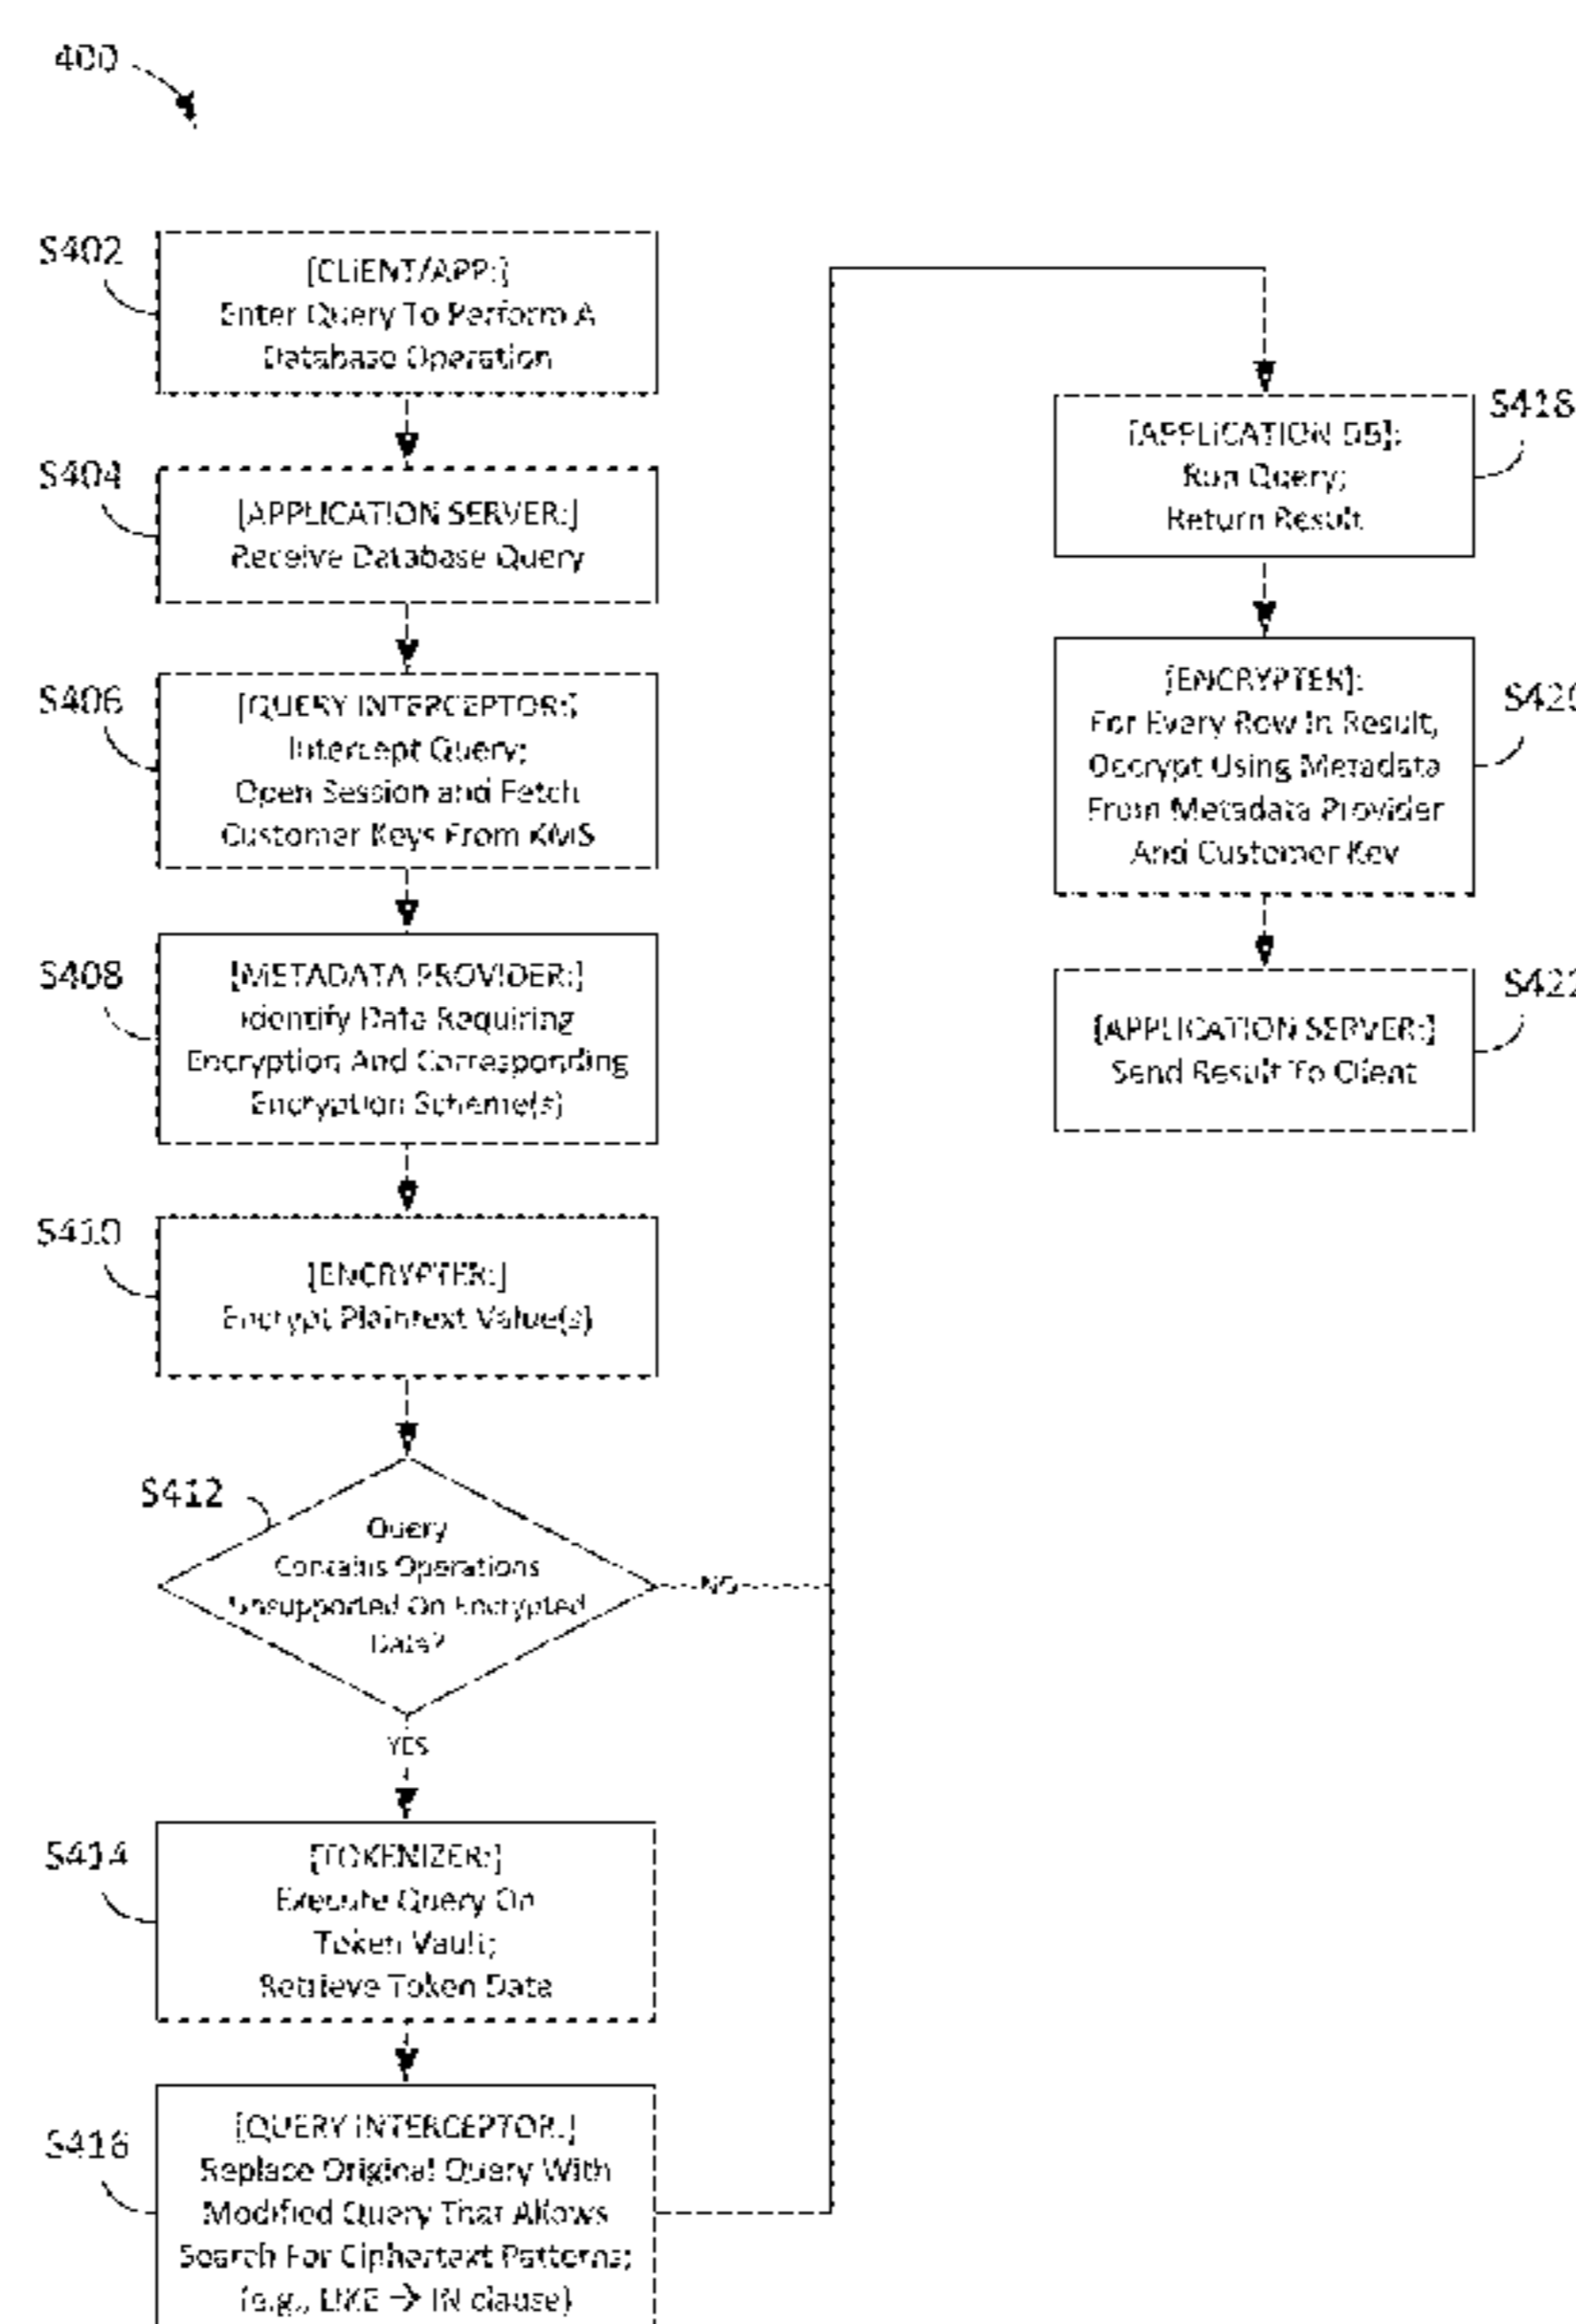 400
S402
[CLIENT/APP:]
Enter Query To Perform A
Database Operation
S404
[APPLICATION SERVER:]
Receive Database Query
S406
[QUERY INTERCEPTOR:]
Intercept Query;
Open Session and Fetch
Customer Keys From KMS
S408
[METADATA PROVIDER:]
Identify Data Requiring
Encryption And Corresponding
Encryption Scheme(s)
S410
[ENCRYPTER:]
Encrypt Plaintext Value(s)
S412
Query
Contains Operations
Unsupported On Encrypted
Data?
NO
YES
S414
[TOKENIZER:]
Execute Query On
Token Vault;
Retrieve Token Data
S416
[QUERY INTERCEPTOR:]
Replace Original Query With
Modified Query That Allows
Search For Ciphertext Patterns;
(e.g., LIKE → IN clause)
S418
[APPLICATION DB]:
Run Query;
Return Result
S420
[ENCRYPTER]:
For Every Row In Result,
Decrypt Using Metadata
From Metadata Provider
And Customer Key
S422
[APPLICATION SERVER:]
Send Result To Client